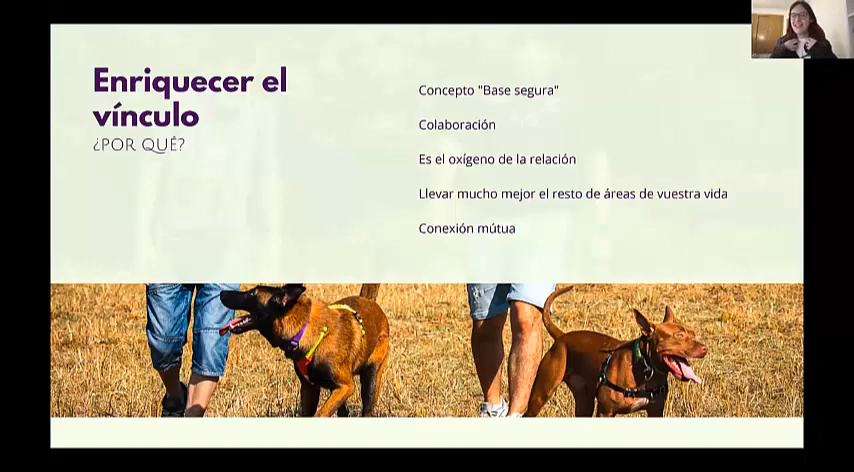 Enriquecer el
vínculo
¿POR QUÉ?
Concepto "Base segura"
Colaboración
Es el oxígeno de la relación
Llevar mucho mejor el resto de áreas de vuestra vida
Conexión mútua